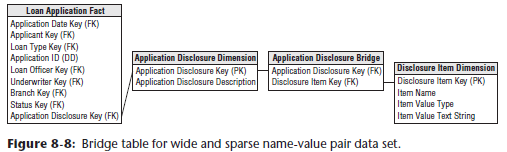 Loan Application Fact
Application Date Key (FK)
Applicant Key (FK)
Loan Type Key (FK)
Application ID (DD)
Loan Officer Key (FK)
Underwriter Key (FK)
Branch Key (FK)
Status Key (FK)
Application Disclosure Key (FK)
Application Disclosure Dimension
Application Disclosure Key (PK)
Application Disclosure Description
Application Disclosure Bridge
Application Disclosure Key (FK)
Disclosure Item Key (FK)
Disclosure Item Dimension
Disclosure Item Key (PK)
Item Name
Item Value Type
Item Value Text String
Figure 8-8: Bridge table for wide and sparse name-value pair data set.